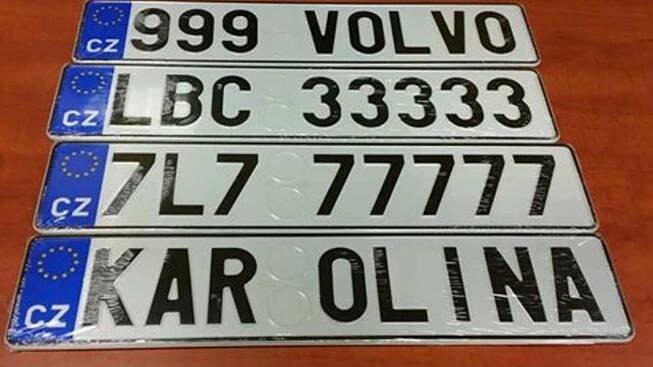 CZ 999 VOLVO
CZ LBC 33333
CZ 7L7 77777
CZ KAR OLINA